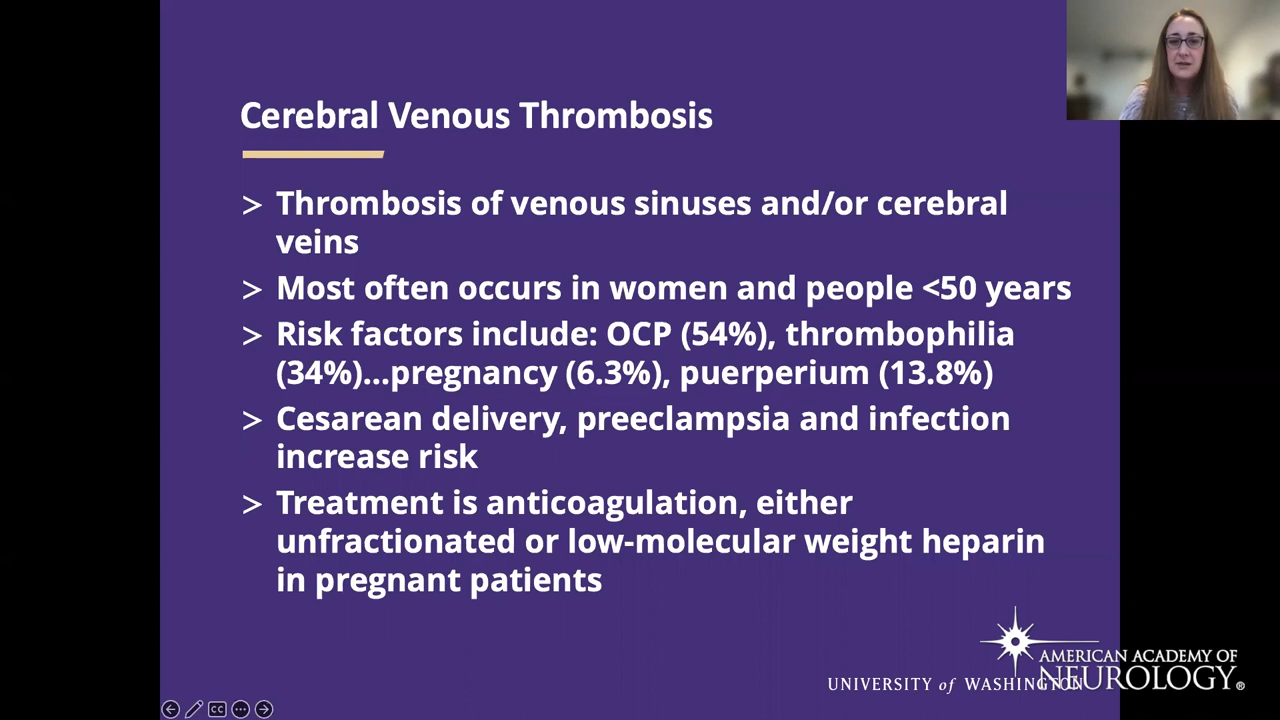 Cerebral Venous Thrombosis
> Thrombosis of venous sinuses and/or cerebral
veins
> Most often occurs in women and people <50 years
> Risk factors include: OCP (54%), thrombophilia
(34%)...pregnancy (6.3%), puerperium (13.8%)
> Cesarean delivery, preeclampsia and infection
increase risk
> Treatment is anticoagulation, either
unfractionated or low-molecular weight heparin
in pregnant patients
AMERICAN ACADEMY OF
NEUROLOGY®
UNIVERSITY of WASHINGTON
CC